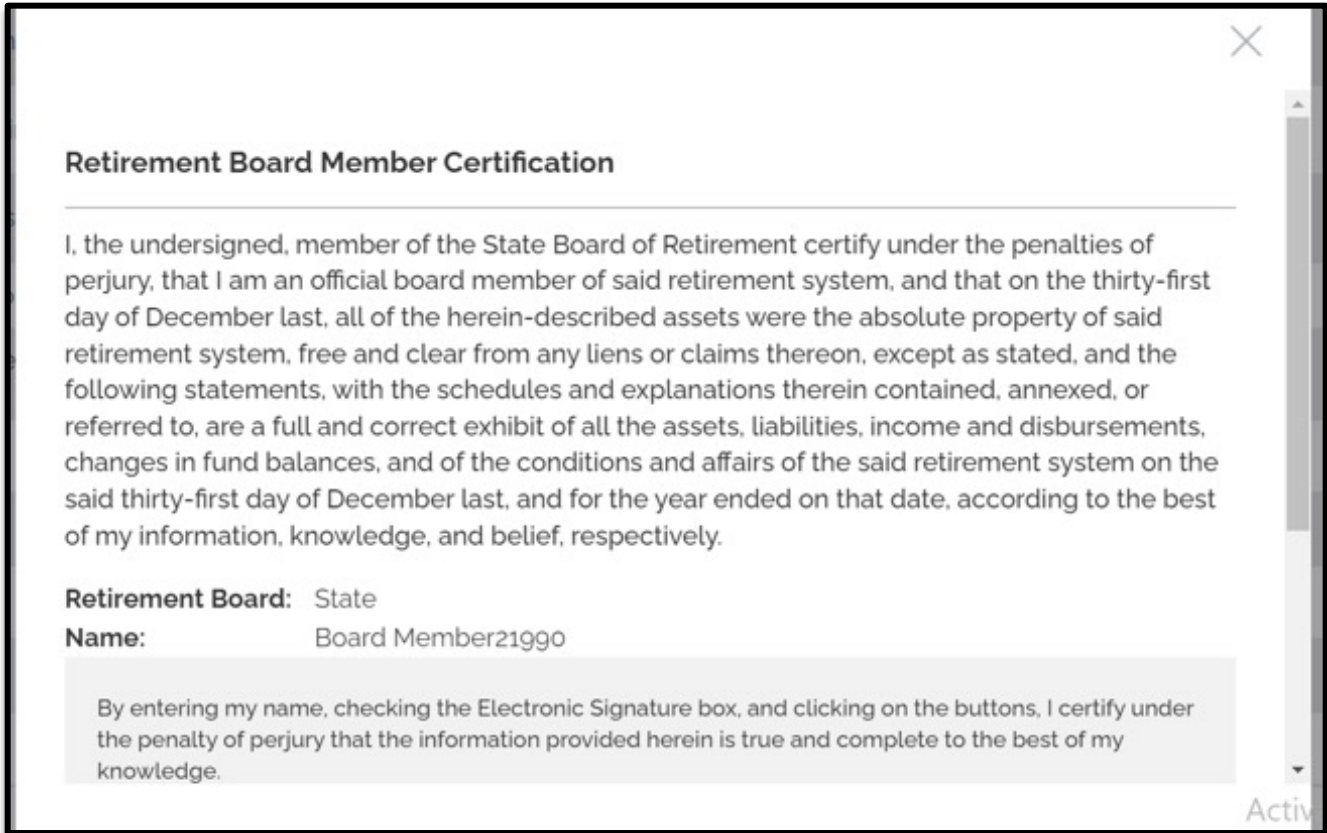 Retirement Board Member Certification
I, the undersigned, member of the State Board of Retirement certify under the penalties of
perjury, that I am an official board member of said retirement system, and that on the thirty-first
day of December last, all of the herein-described assets were the absolute property of said
retirement system, free and clear from any liens or claims thereon, except as stated, and the
following statements, with the schedules and explanations therein contained, annexed, or
referred to, are a full and correct exhibit of all the assets, liabilities, income and disbursements,
changes in fund balances, and of the conditions and affairs of the said retirement system on the
said thirty-first day of December last, and for the year ended on that date, according to the best
of my information, knowledge, and belief, respectively.
Retirement Board: State
Name: Board Member21990
By entering my name, checking the Electronic Signature box, and clicking on the buttons, I certify under
the penalty of perjury that the information provided herein is true and complete to the best of my
knowledge.
Activ